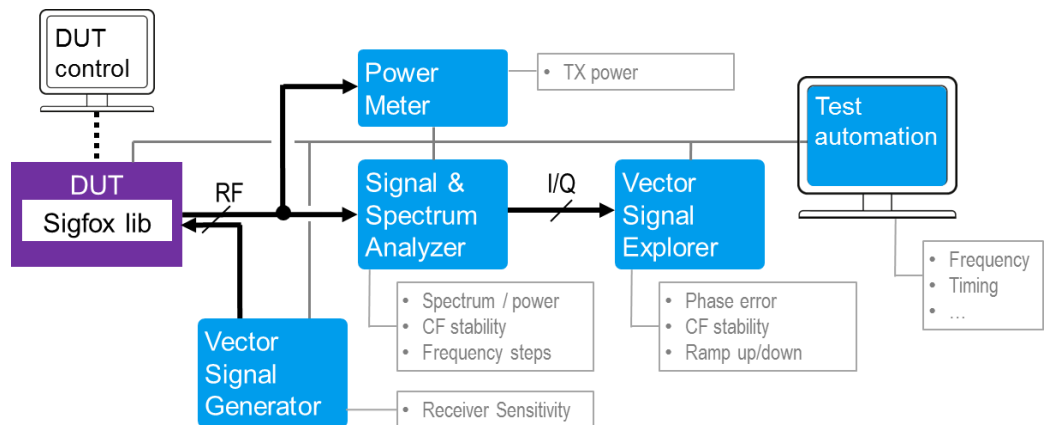 DUT
control
Power
Meter
• TX power
Test
automation
DUT
Sigfox lib
RF
Signal &
Spectrum
Analyzer
I/Q
Vector
Signal
Explorer
• Frequency
• Timing
• ...
• Spectrum / power
• CF stability
• Frequency steps
• Phase error
• CF stability
• Ramp up/down
Vector
Signal
Generator
• Receiver Sensitivity